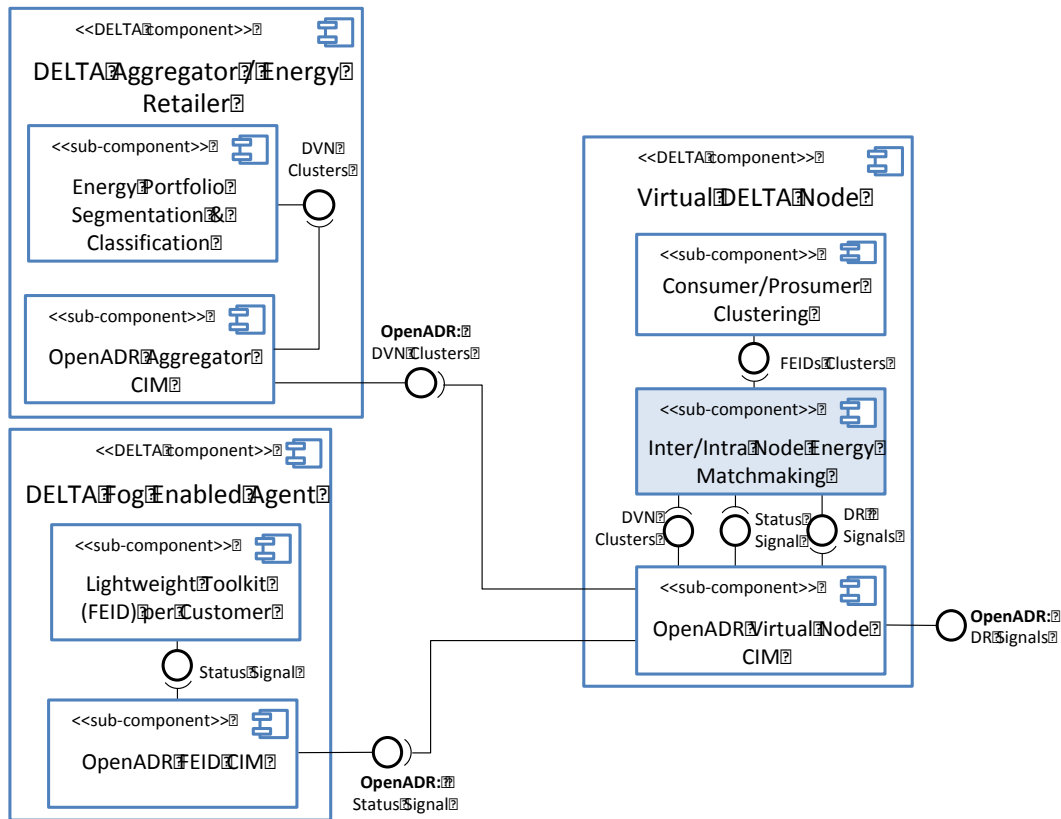 <<DELTA component>>
DELTA Aggregator / Energy
Retailer
<<sub-component>>
Energy Portfolio
Segmentation &
Classification
DVN
Clusters
<<sub-component>>
OpenADR Aggregator
CIM
OpenADR:
DVN Clusters
<<DELTA component>>
DELTA Fog Enabled Agent
<<sub-component>>
Lightweight Toolkit
(FEID) per Customer
Status Signal
<<sub-component>>
OpenADR FEID CIM
OpenADR:
Status Signal
<<DELTA component>>
Virtual DELTA Node
<<sub-component>>
Consumer/Prosumer
Clustering
FEIDs Clusters
<<sub-component>>
Inter/Intra Node Energy
Matchmaking
DVN
Clusters
Status
Signal
DR
Signals
<<sub-component>>
OpenADR Virtual Node
CIM
OpenADR:
DR Signals